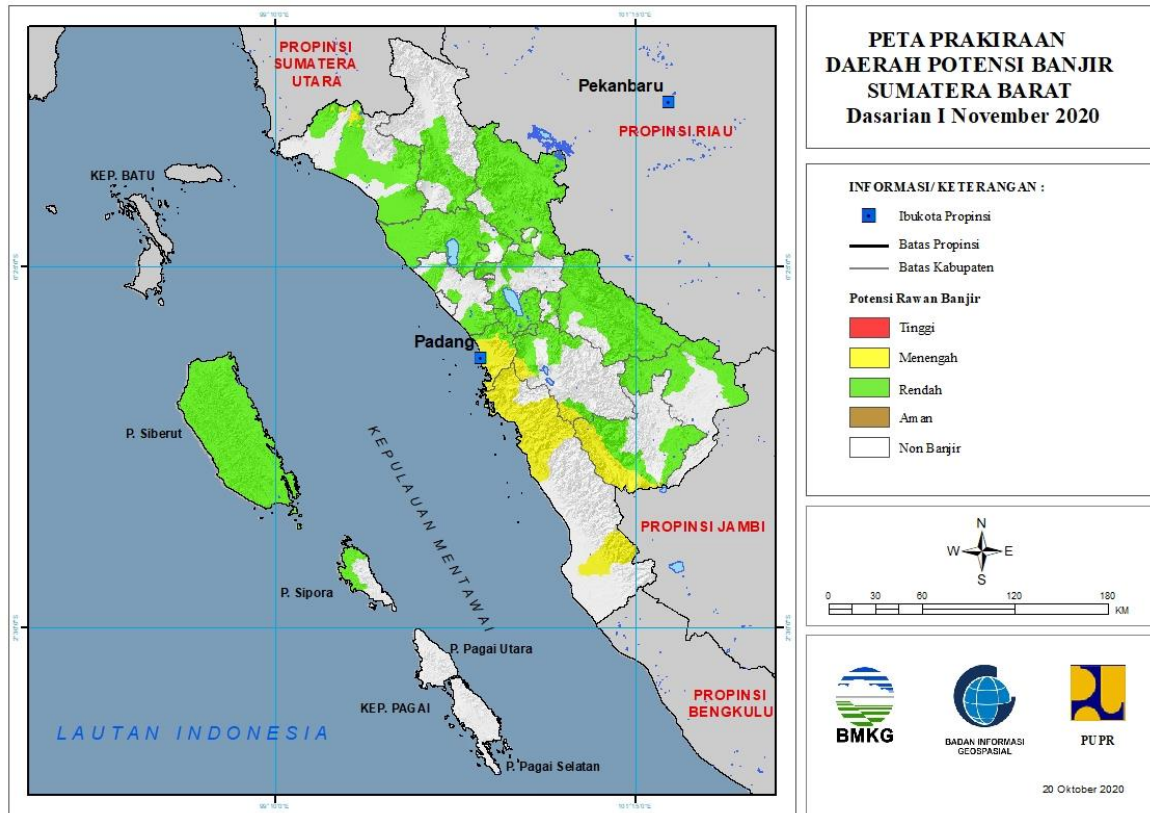 PETA PRAKIRAAN
DAERAH POTENSI BANJIR
SUMATERA BARAT
Dasarian I November 2020
INFORMASI/ KETERANGAN :
Ibukota Propinsi
Batas Propinsi
Batas Kabupaten
Potensi Rawan Banjir
Tinggi
Menengah
Rendah
Aman
Non Banjir
N
W E
S
0 30 60 120 180
KM
BMKG
BADAN INFORMASI
GEOSPASIAL
PUPR
20 Oktober 2020
PROPINSI
SUMATERA
UTARA
Pekanbaru
PROPINSI RIAU
KEP. BATU
Padang
P. Siberut
KEPULAUAN MENTAWAI
PROPINSI JAMBI
P. Sipora
P. Pagai Utara
KEP. PAGAI
PROPINSI
BENGKULU
LAUTAN INDONESIA
P. Pagai Selatan